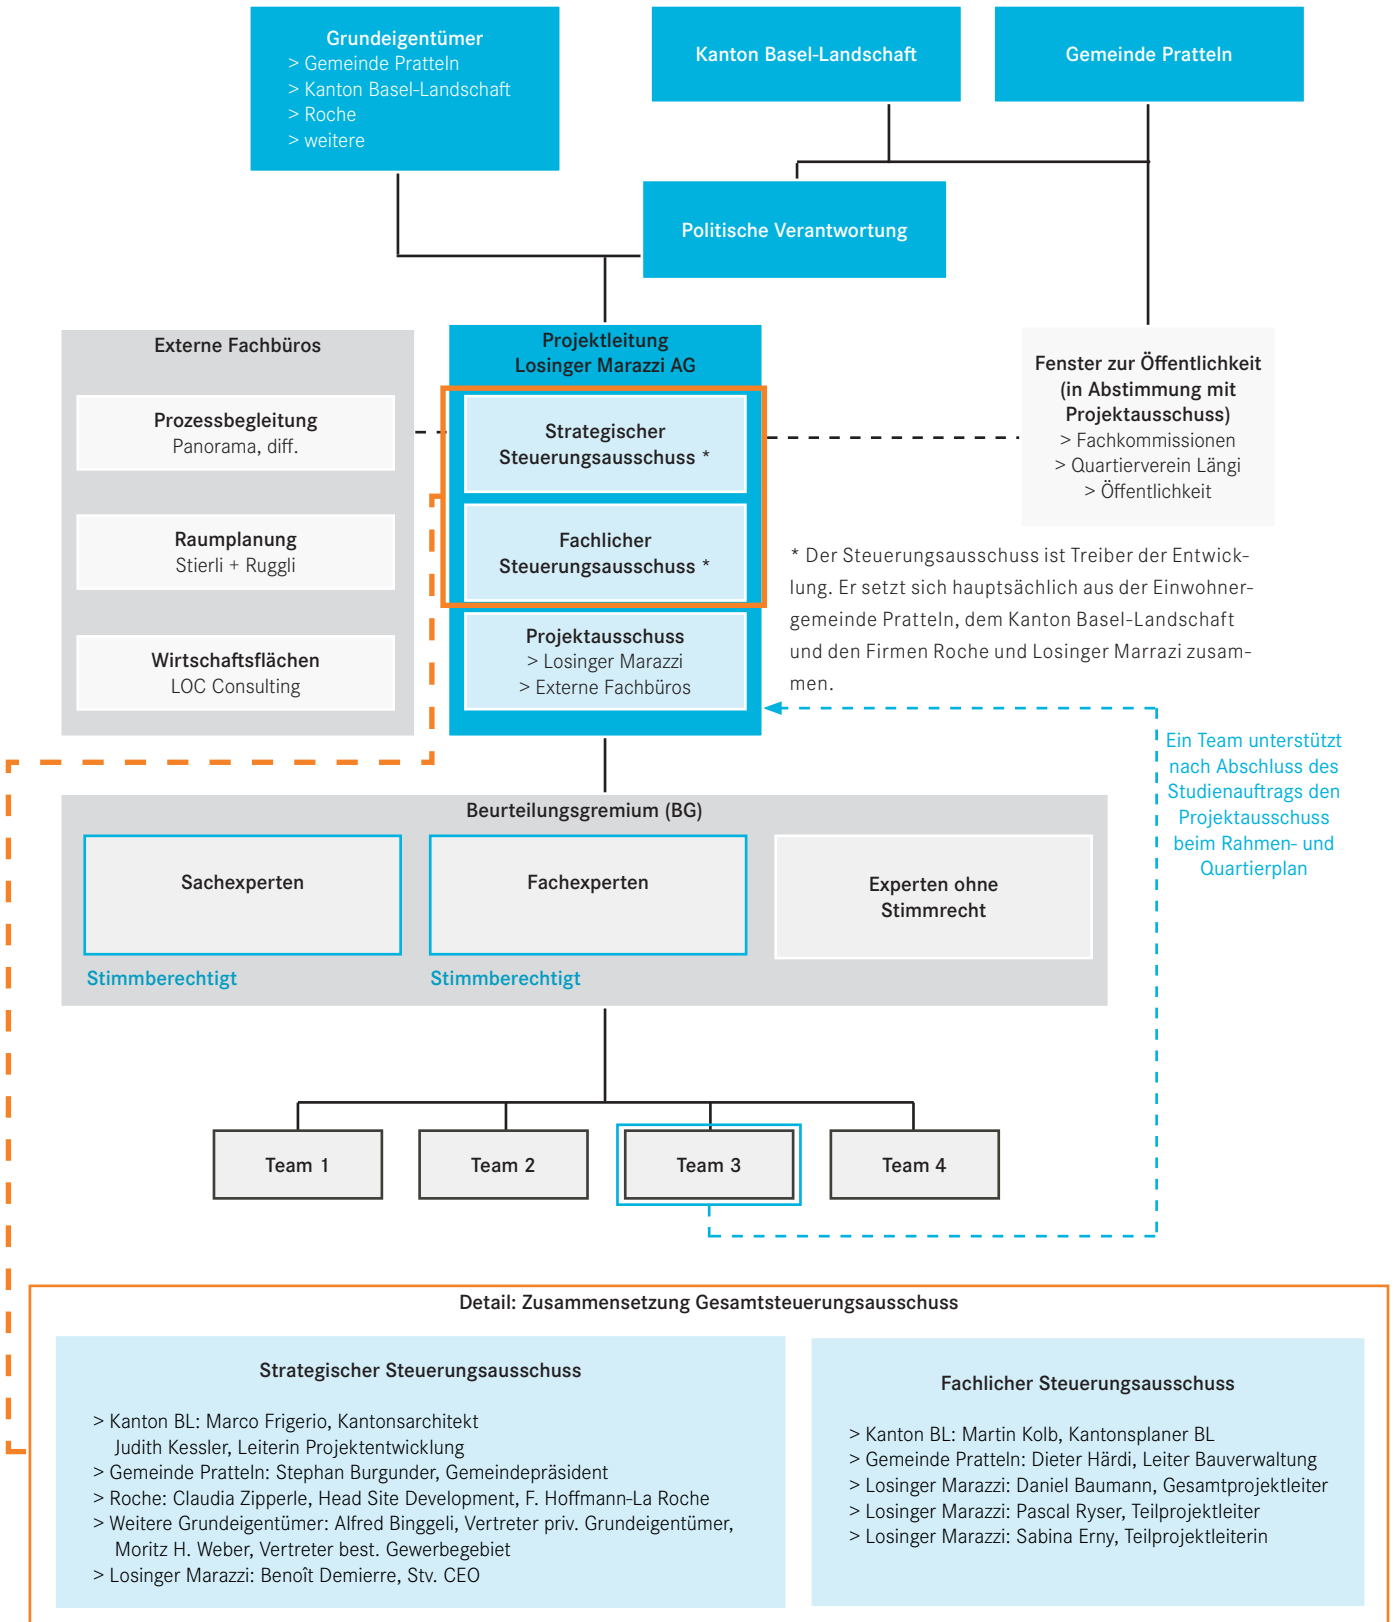 Grundeigentümer
> Gemeinde Pratteln
> Kanton Basel-Landschaft
> Roche
> weitere
Kanton Basel-Landschaft
Gemeinde Pratteln
Politische Verantwortung
Externe Fachbüros
Prozessbegleitung
Panorama, diff.
Raumplanung
Stierli + Ruggli
Wirtschaftsflächen
LOC Consulting
Projektleitung
Losinger Marazzi AG
Strategischer
Steuerungsausschuss *
Fachlicher
Steuerungsausschuss *
Projektausschuss
> Losinger Marazzi
> Externe Fachbüros
Fenster zur Öffentlichkeit
(in Abstimmung mit
Projektausschuss)
> Fachkommissionen
> Quartierverein Längi
> Öffentlichkeit
* Der Steuerungsausschuss ist Treiber der Entwick-
lung. Er setzt sich hauptsächlich aus der Einwohner-
gemeinde Pratteln, dem Kanton Basel-Landschaft
und den Firmen Roche und Losinger Marrazi zusam-
men.
Ein Team unterstützt
nach Abschluss des
Studienauftrags den
Projektausschuss
beim Rahmen- und
Quartierplan
Beurteilungsgremium (BG)
Sachexperten
Stimmberechtigt
Fachexperten
Stimmberechtigt
Experten ohne
Stimmrecht
Team 1
Team 2
Team 3
Team 4
Detail: Zusammensetzung Gesamtsteuerungsausschuss
Strategischer Steuerungsausschuss
> Kanton BL: Marco Frigerio, Kantonsarchitekt
Judith Kessler, Leiterin Projektentwicklung
> Gemeinde Pratteln: Stephan Burgunder, Gemeindepräsident
> Roche: Claudia Zipperle, Head Site Development, F. Hoffmann-La Roche
> Weitere Grundeigentümer: Alfred Binggeli, Vertreter priv. Grundeigentümer,
Moritz H. Weber, Vertreter best. Gewerbegebiet
> Losinger Marazzi: Benoît Demierre, Stv. CEO
Fachlicher Steuerungsausschuss
> Kanton BL: Martin Kolb, Kantonsplaner BL
> Gemeinde Pratteln: Dieter Härdi, Leiter Bauverwaltung
> Losinger Marazzi: Daniel Baumann, Gesamtprojektleiter
> Losinger Marazzi: Pascal Ryser, Teilprojektleiter
> Losinger Marazzi: Sabina Erny, Teilprojektleiterin